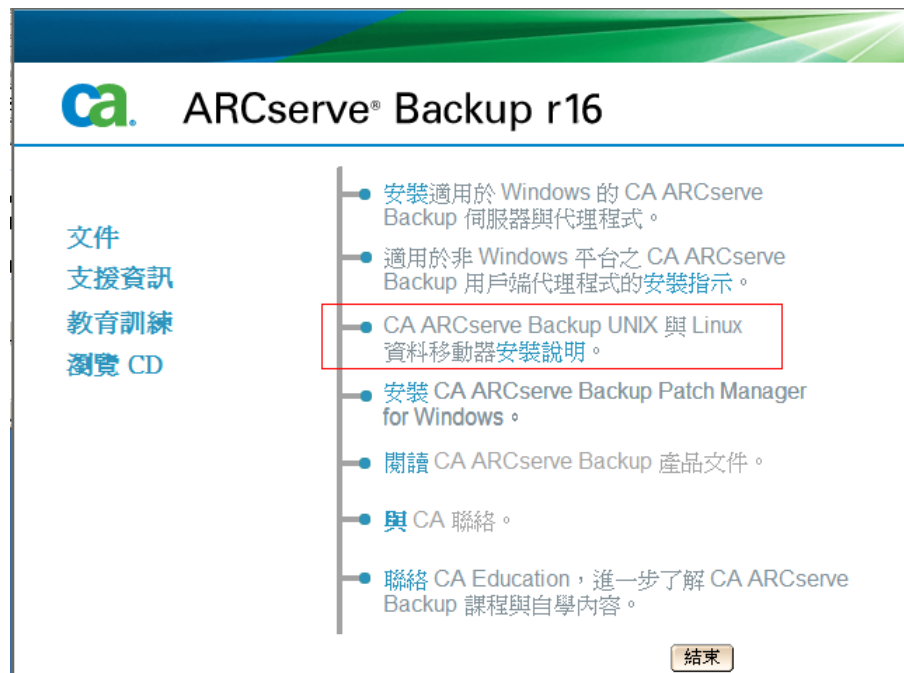 ca.
ARCserve® Backup r16
文件
支援資訊
教育訓練
瀏覽 CD
安裝適用於 Windows 的 CA ARCserve
Backup 伺服器與代理程式。
適用於非 Windows 平台之 CA ARCserve
Backup 用戶端代理程式的安裝指示。
CA ARCserve Backup UNIX 與 Linux
資料移動器安裝說明。
安裝 CA ARCserve Backup Patch Manager
for Windows。
閱讀 CA ARCserve Backup 產品文件。
與 CA 聯絡。
聯絡 CA Education，進一步了解 CA ARCserve
Backup 課程與自學內容。
結束